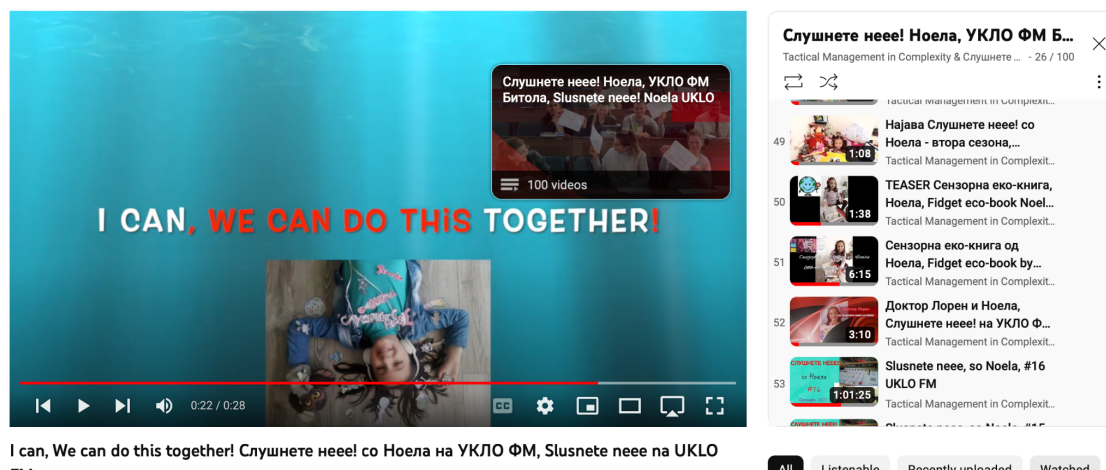 Слушнете неее! Ноела, УКЛО ФМ
Битола, Slusnete neee! Noela UKLO
100 videos
I CAN, WE CAN DO THiS TOGETHER!
0:22 / 0:28
CC
I can, We can do this together! Слушнете неее! со Ноела на УКЛО ФМ, Slusnete neee na UKLO
Слушнете неее! Ноела, УКЛО ФМ Б...
Tactical Management in Complexity & Слушнете ... - 26 / 100
Tactical Management in Complexit...
49
1:08
Најава Слушнете неее! со
Ноела - втора сезона,...
Tactical Management in Complexit...
50
1:38
TEASER Сензорна еко-книга,
Ноела, Fidget eco-book Noel...
Tactical Management in Complexit...
51
6:15
Сензорна еко-книга од
Ноела, Fidget eco-book by...
Tactical Management in Complexit...
52
3:10
Доктор Лорен и Ноела,
Слушнете неее! на УКЛО Ф...
Tactical Management in Complexit...
53
СЛУШНЕТЕ НЕЕЕ!
со Ноела
#16
1:01:25
Slusnete neee, so Noela, #16
UKLO FM
Tactical Management in Complexit...
All
Listenable
Recently uploaded
Watched